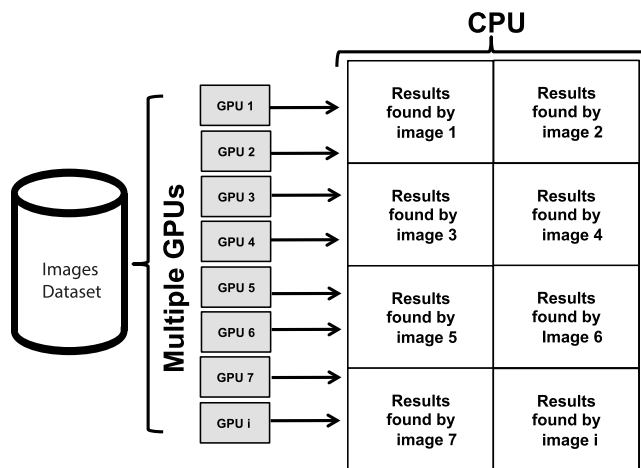 CPU
Images
Dataset
Multiple GPUs
GPU 1
GPU 2
GPU 3
GPU 4
GPU 5
GPU 6
GPU 7
GPU i
Results
found by
image 1
Results
found by
image 2
Results
found by
image 3
Results
found by
image 4
Results
found by
image 5
Results
found by
Image 6
Results
found by
image 7
Results
found by
image i